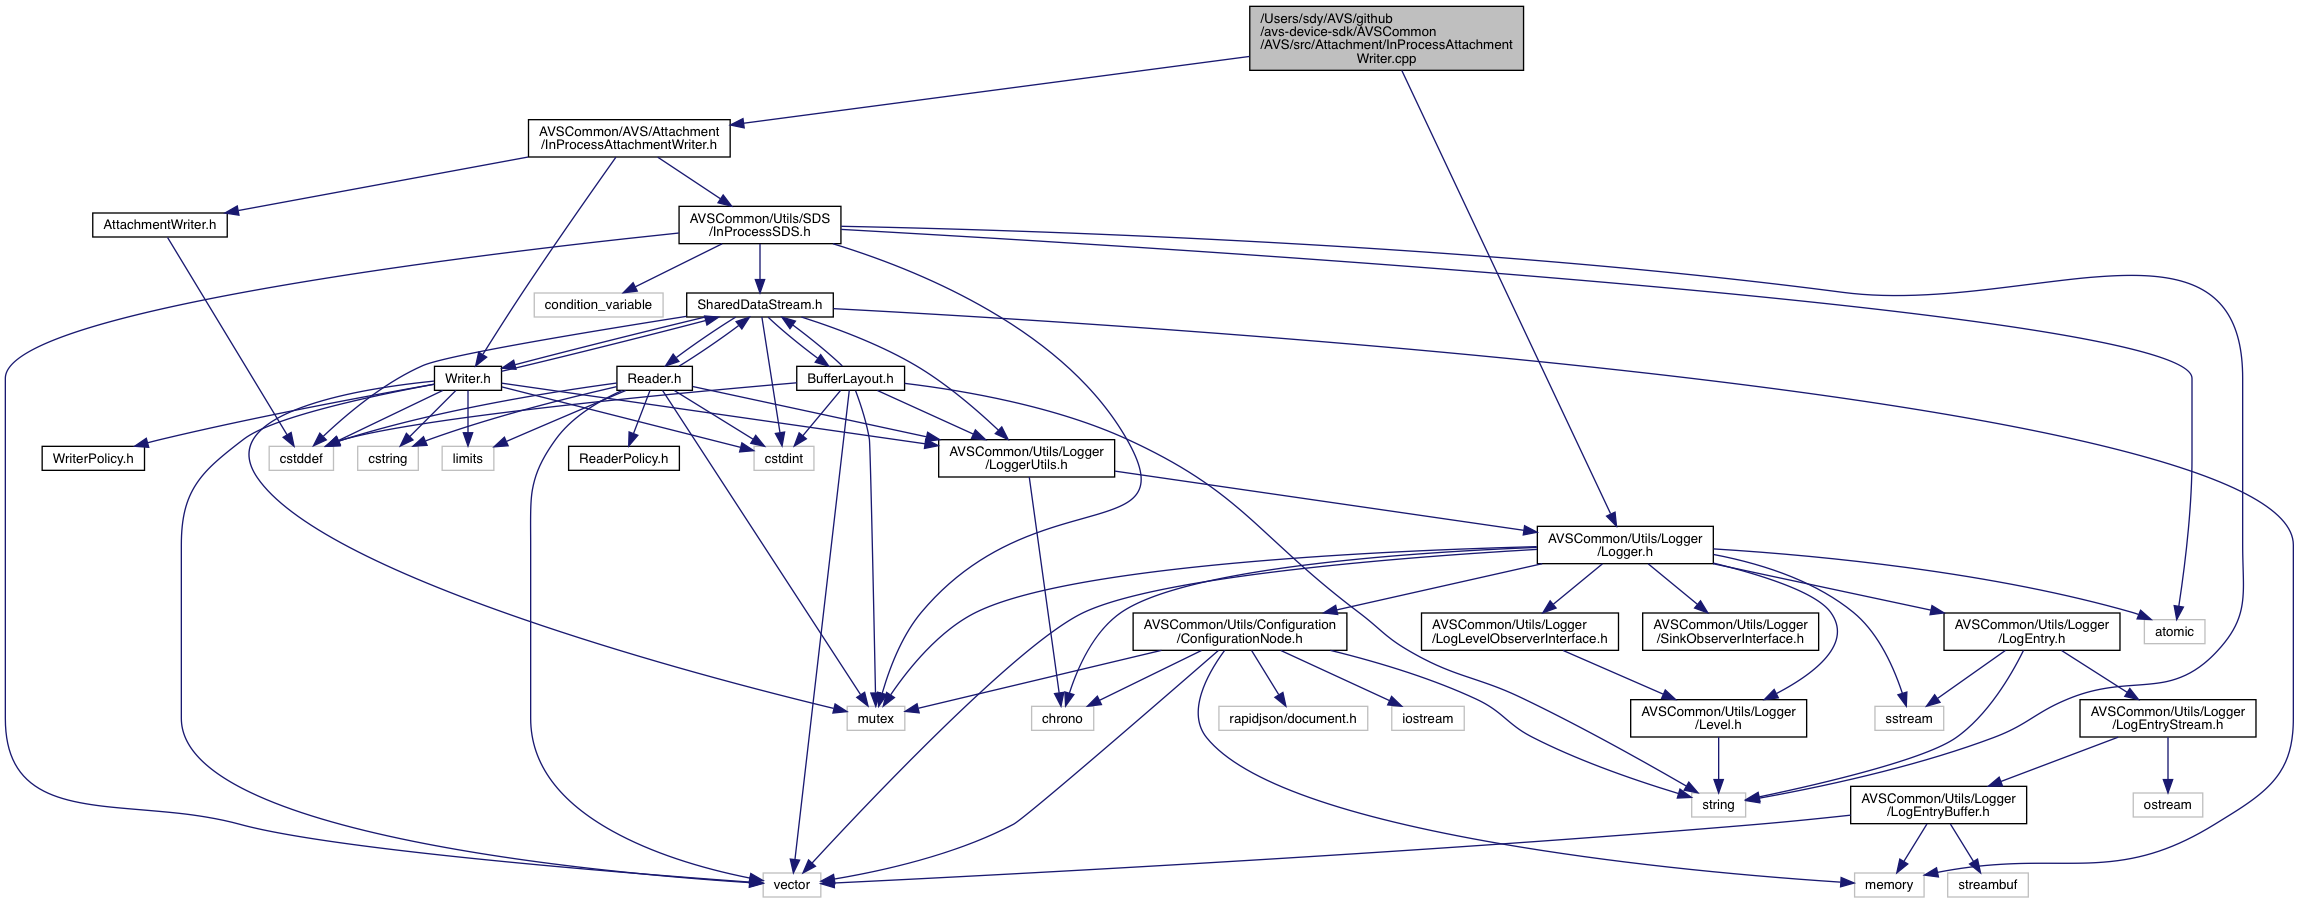 /Users/sdy/AVS/github
/avs-device-sdk/AVSCommon
/AVS/src/Attachment/InProcessAttachment
Writer.cpp
AVSCommon/AVS/Attachment
/InProcessAttachmentWriter.h
AttachmentWriter.h
AVSCommon/Utils/SDS
/InProcessSDS.h
condition_variable
SharedDataStream.h
Writer.h
Reader.h
BufferLayout.h
WriterPolicy.h
cstddef
cstring
limits
ReaderPolicy.h
cstdint
AVSCommon/Utils/Logger
/LoggerUtils.h
AVSCommon/Utils/Logger
/Logger.h
AVSCommon/Utils/Configuration
/ConfigurationNode.h
AVSCommon/Utils/Logger
/LogLevelObserverInterface.h
AVSCommon/Utils/Logger
/SinkObserverInterface.h
AVSCommon/Utils/Logger
/LogEntry.h
atomic
mutex
chrono
rapidjson/document.h
iostream
AVSCommon/Utils/Logger
/Level.h
sstream
AVSCommon/Utils/Logger
/LogEntryStream.h
string
AVSCommon/Utils/Logger
/LogEntryBuffer.h
ostream
vector
memory
streambuf